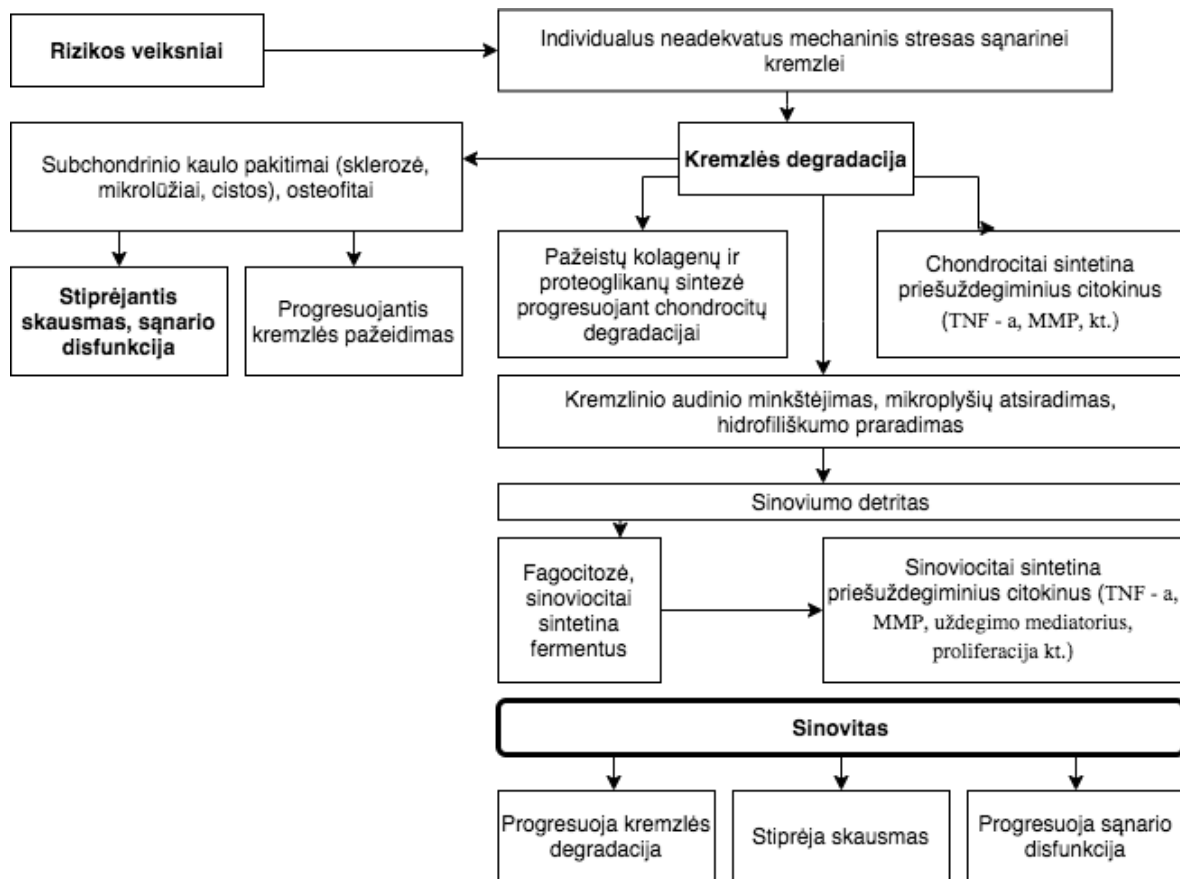 Rizikos veiksniai
Individualus neadekvatus mechaninis stresas sąnarinei
kremzlei
Subchondrinio kaulo pakitimai (sklerozė,
mikrolūžiai, cistos), osteofitai
Kremzlės degradacija
Stiprėjantis
skausmas, sąnario
disfunkcija
Progresuojantis
kremzlės pažeidimas
Pažeistų kolagenų ir
proteoglikanų sintezė
progresuojant chondrocitų
degradacijai
Chondrocitai sintetina
priešuždegiminius citokinus
(TNF - a, MMP, kt.)
Kremzlinio audinio minkštėjimas, mikroplyšių atsiradimas,
hidrofiliškumo praradimas
Sinoviumo detritas
Fagocitozė,
sinoviocitai
sintetina
fermentus
Sinoviocitai sintetina
priešuždegiminius citokinus (TNF - a,
MMP, uždegimo mediatorius,
proliferacija kt.)
Sinovitas
Progresuoja kremzlės
degradacija
Stiprėja skausmas
Progresuoja sąnario
disfunkcija